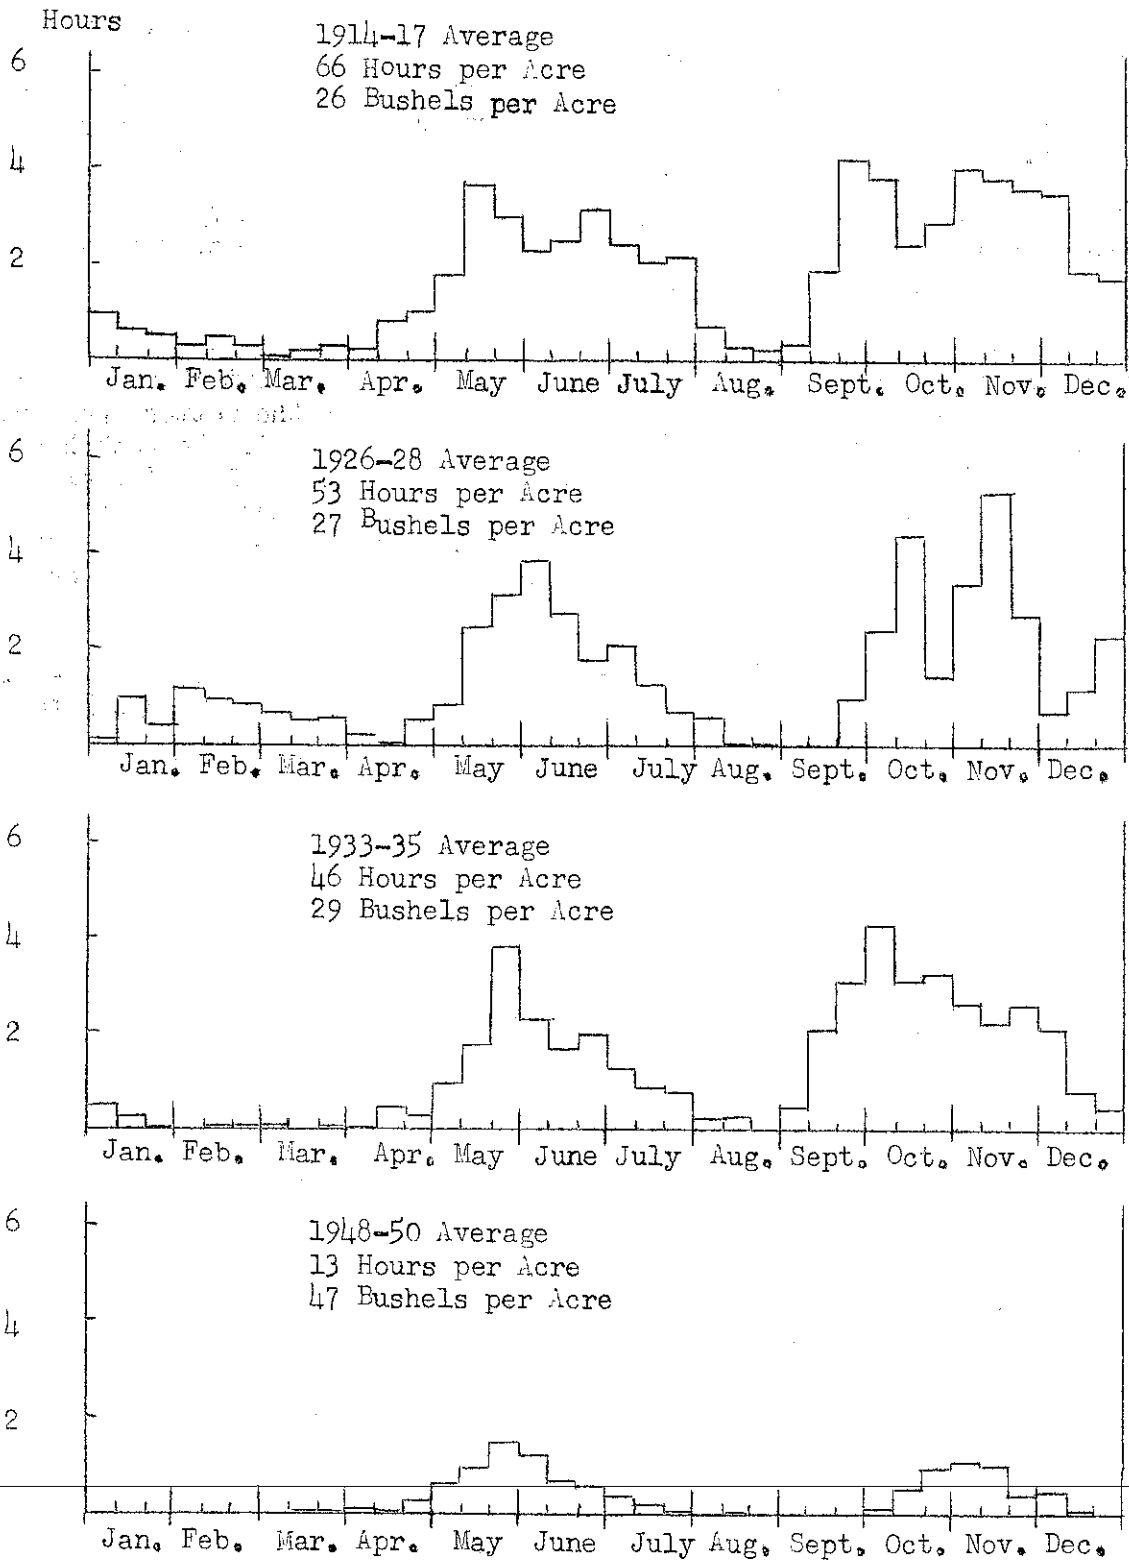 Hours
1914-17 Average
66 Hours per Acre
26 Bushels per Acre
6
4
2
Jan. Feb. Mar. Apr. May June July Aug. Sept. Oct. Nov. Dec.
1926-28 Average
53 Hours per Acre
27 Bushels per Acre
6
4
2
Jan. Feb. Mar. Apr. May June July Aug. Sept. Oct. Nov. Dec.
1933-35 Average
46 Hours per Acre
29 Bushels per Acre
6
4
2
Jan. Feb. Mar. Apr. May June July Aug. Sept. Oct. Nov. Dec.
1948-50 Average
13 Hours per Acre
47 Bushels per Acre
6
4
2
Jan. Feb. Mar. Apr. May June July Aug. Sept. Oct. Nov. Dec.